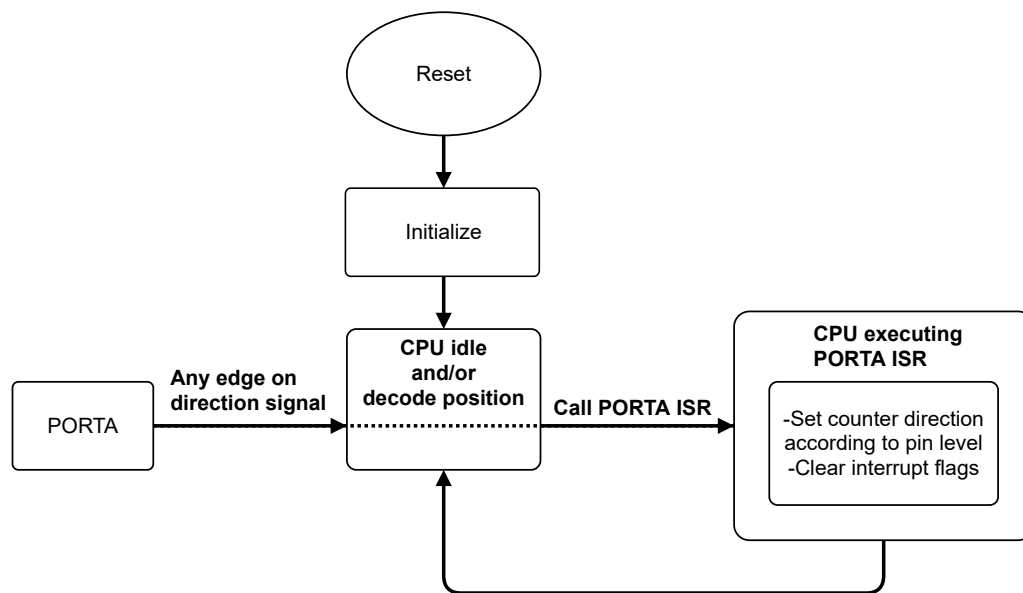 Reset
Initialize
CPU idle
and/or
decode position
Any edge on
direction signal
PORTA
Call PORTA ISR
CPU executing
PORTA ISR
-Set counter direction
according to pin level
-Clear interrupt flags